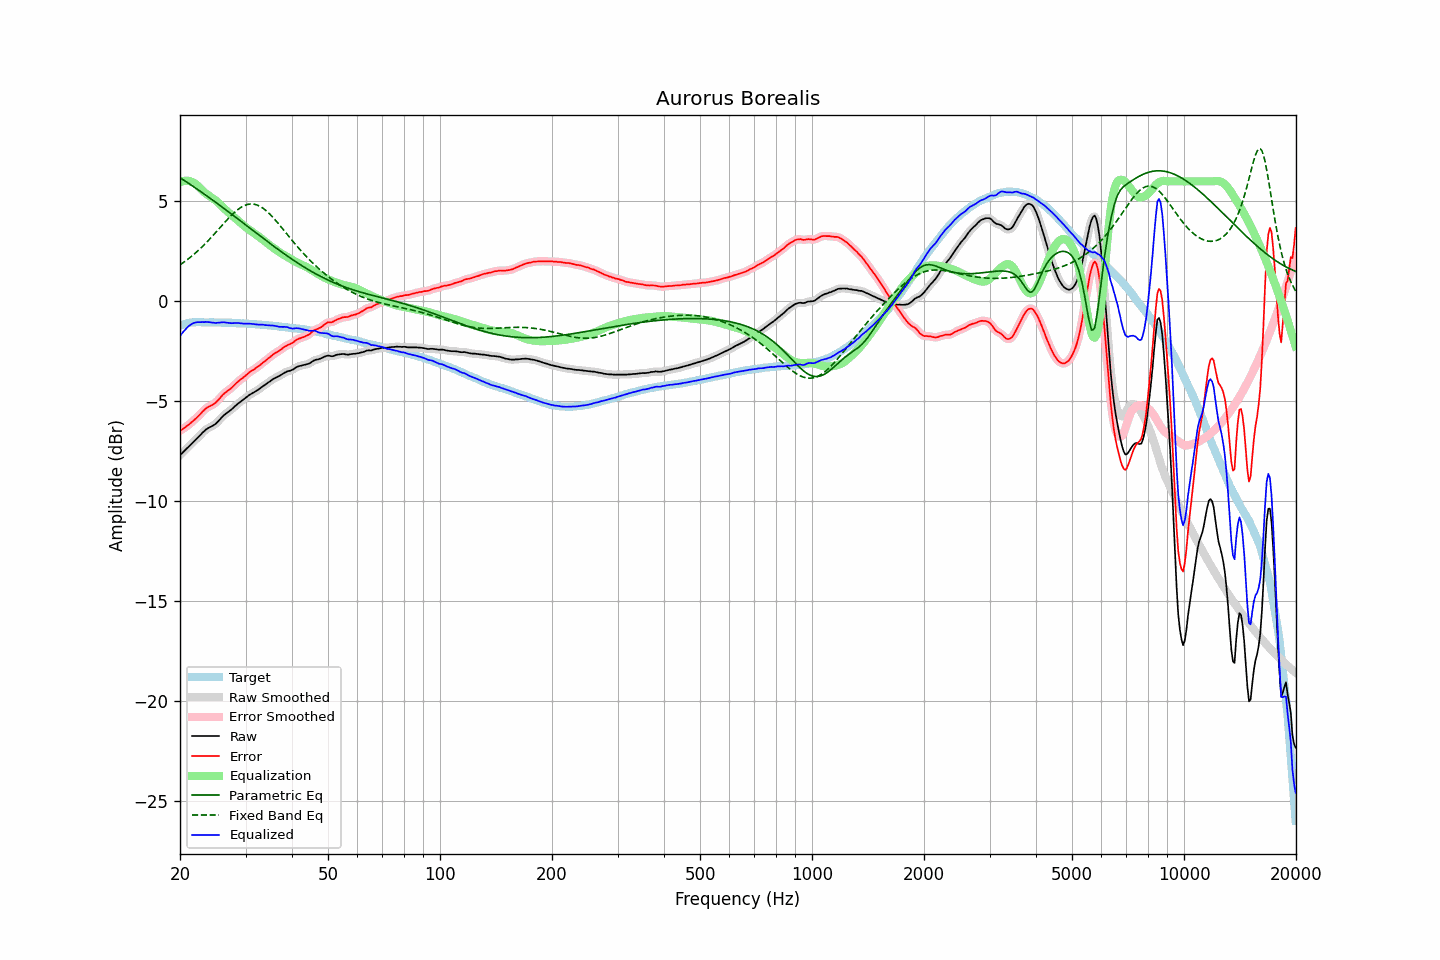 Aurorus Borealis
5
0
−5
−10
−15
−20
−25
Amplitude (dBr)
Target
Raw Smoothed
Error Smoothed
Raw
Error
Equalization
Parametric Eq
Fixed Band Eq
Equalized
20 50 100 200 500 1000 2000 5000 10000 20000
Frequency (Hz)